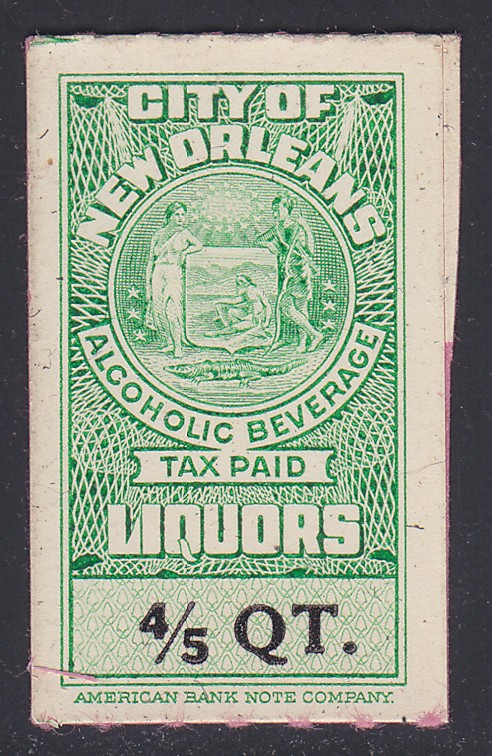 CITY OF
NEW ORLEANS
ALCOHOLIC BEVERAGE
TAX PAID
LIQUORS
4/5 QT.
AMERICAN BANK NOTE COMPANY.